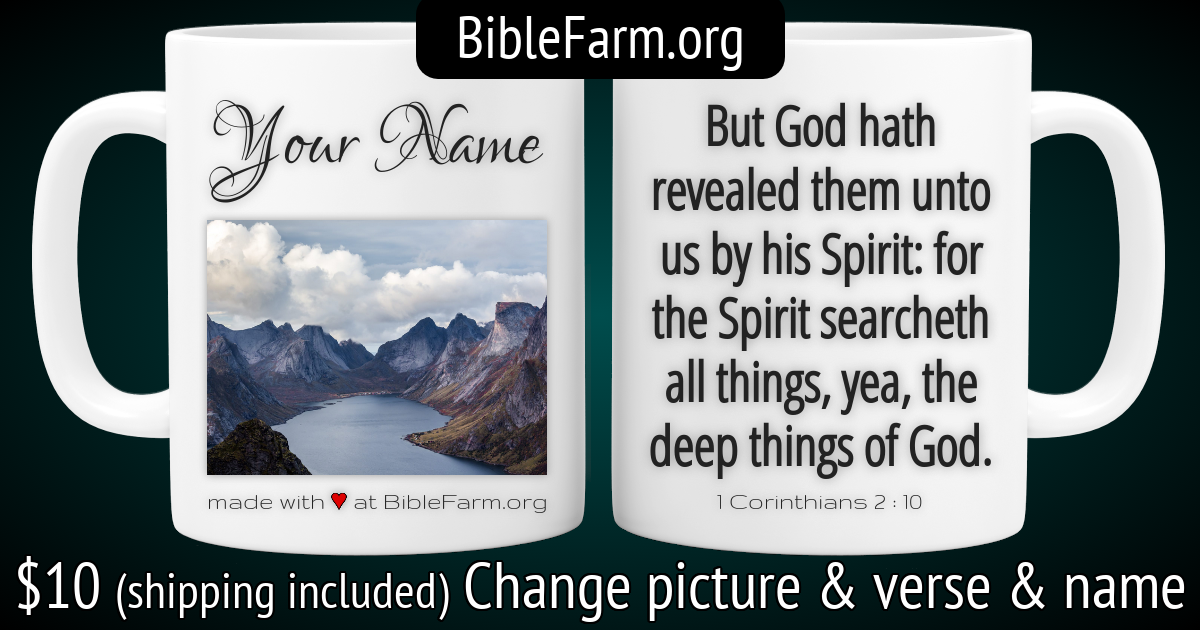 BibleFarm.org
Your Name
made with ♥ at BibleFarm.org
But God hath
revealed them unto
us by his Spirit: for
the Spirit searcheth
all things, yea, the
deep things of God.
1 Corinthians 2 : 10
$10 (shipping included) Change picture & verse & name